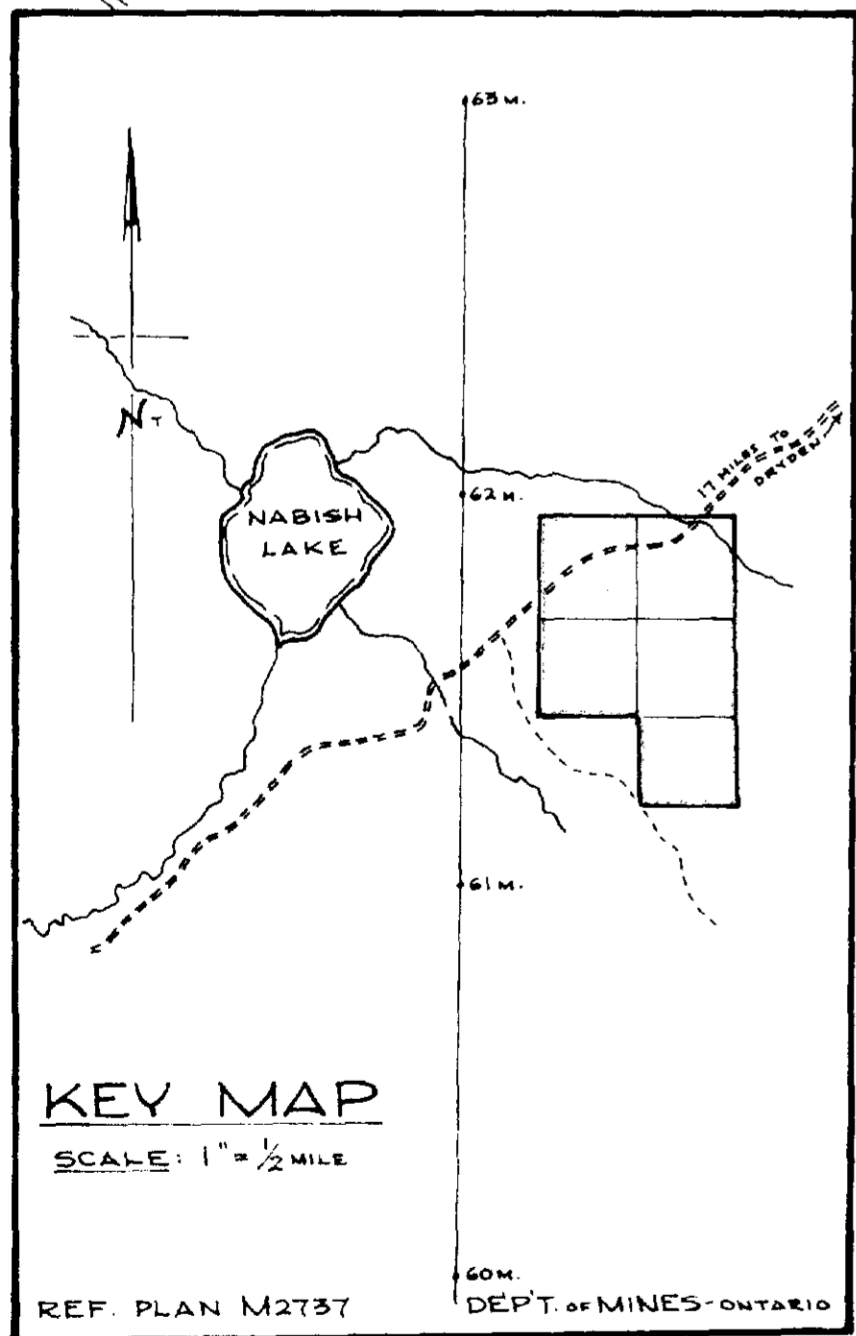 63 M.
N T
17 MILES TO
DRYDEN
62 M.
NABISH
LAKE
61 M.
KEY MAP
SCALE: 1" = 1/2 MILE
60 M.
REF. PLAN M2737
DEP'T. OF MINES - ONTARIO